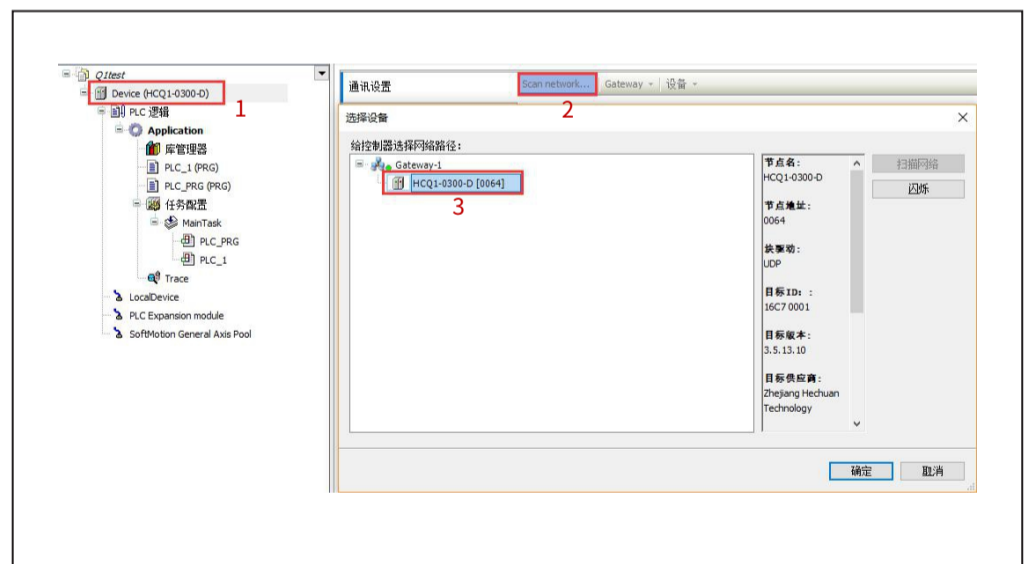 Q1test
Device (HCQ1-0300-D)
1
PLC 逻辑
Application
库管理器
PLC_1 (PRG)
PLC_PRG (PRG)
任务配置
MainTask
PLC_PRG
PLC_1
Trace
LocalDevice
PLC Expansion module
SoftMotion General Axis Pool
通讯设置
Scan network...
Gateway
设备
2
选择设备
给控制器选择网络路径:
Gateway-1
HCQ1-0300-D [0064]
3
节点名:
HCQ1-0300-D
节点地址:
0064
块驱动:
UDP
目标ID: :
16C7 0001
目标版本:
3.5.13.10
目标供应商:
Zhejiang Hechuan
Technology
扫描网络
闪烁
确定
取消